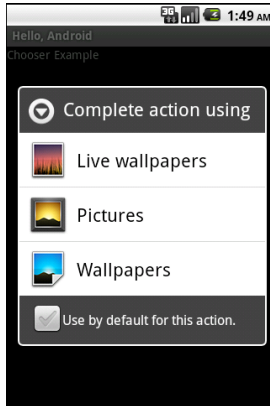 3G 1:49 AM
Hello, Android
Chooser Example
Complete action using
Live wallpapers
Pictures
Wallpapers
Use by default for this action.